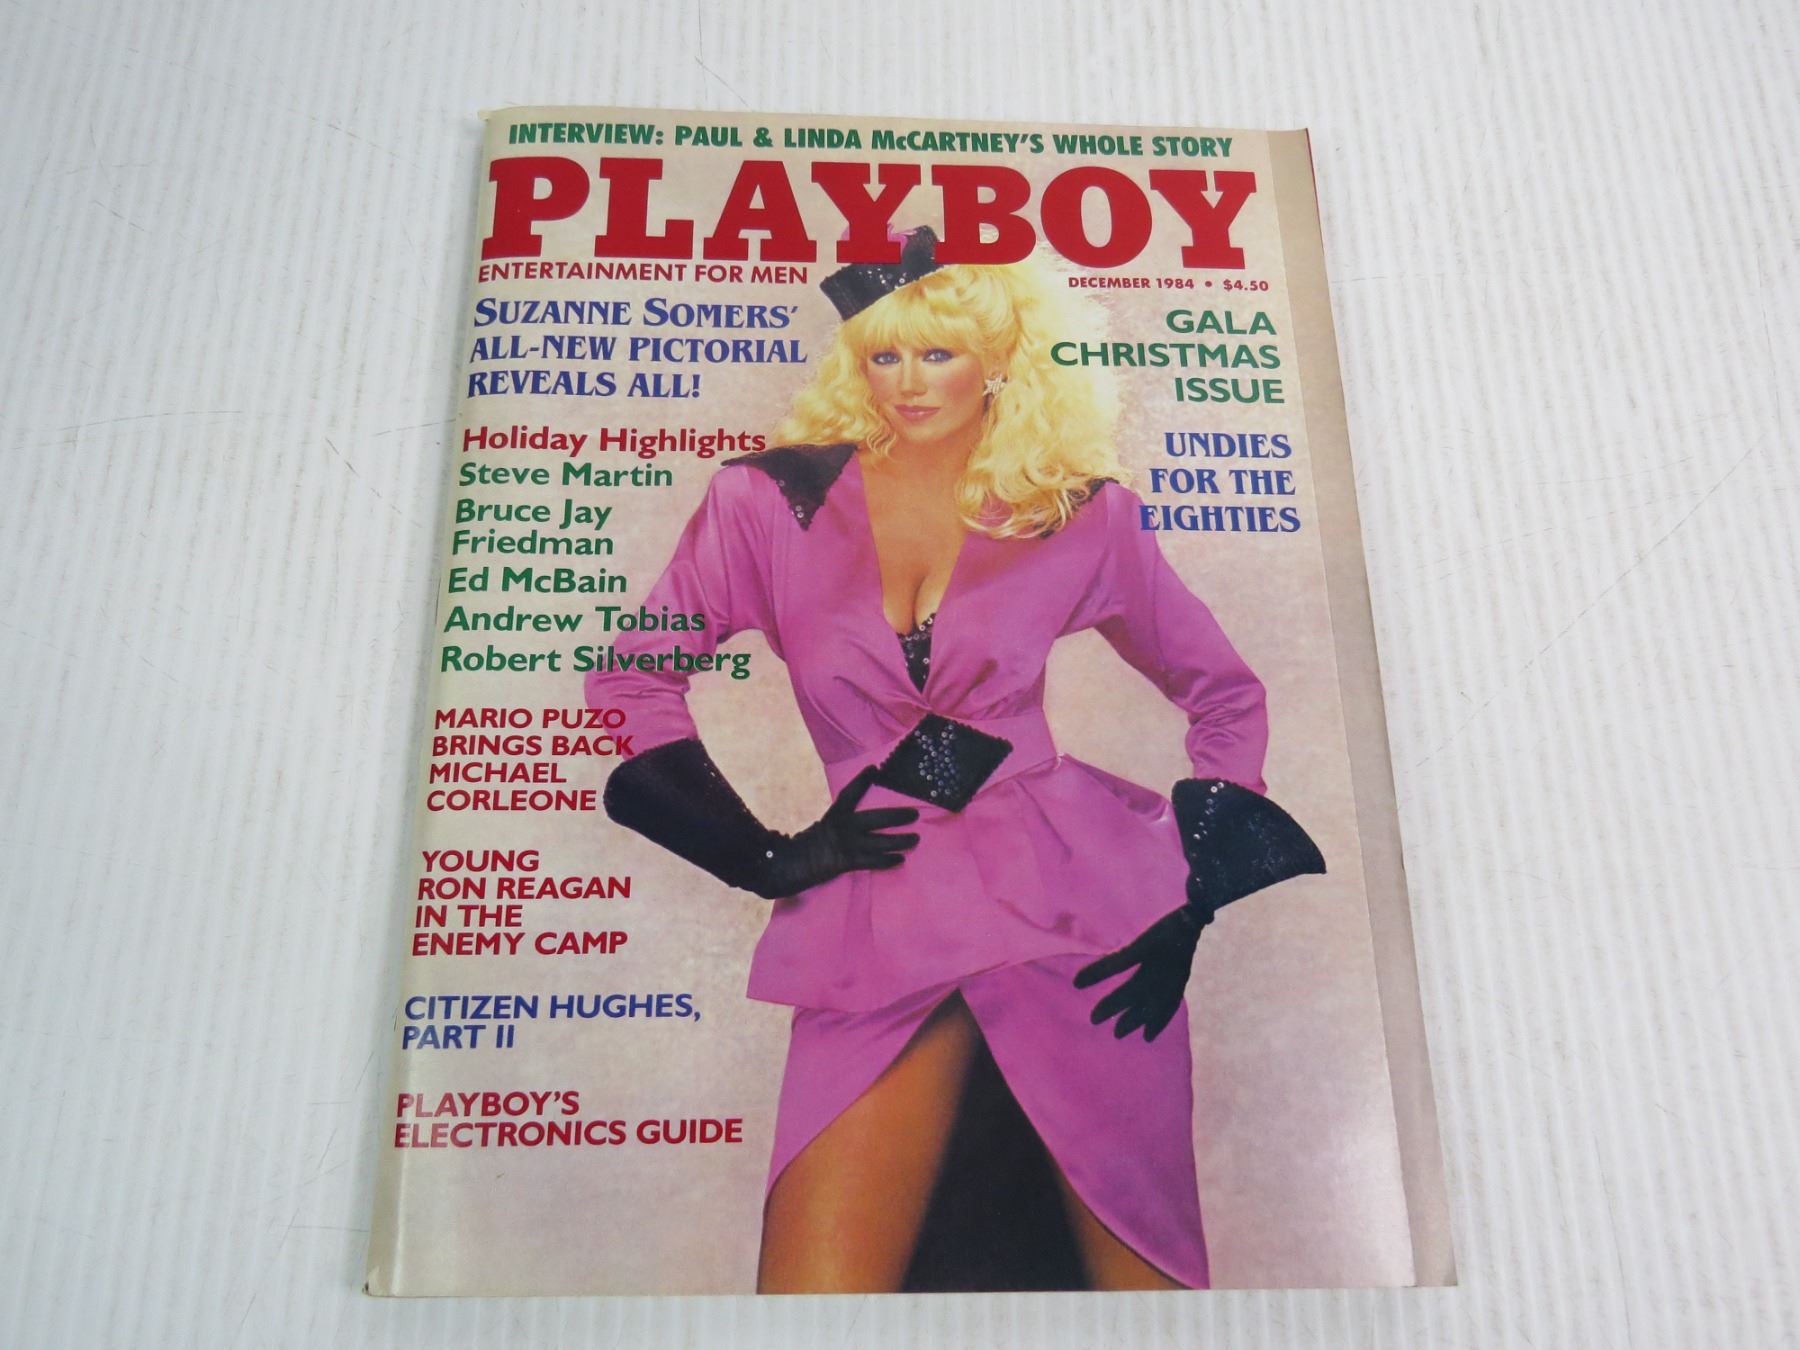 INTERVIEW: PAUL & LINDA McCARTNEY'S WHOLE STORY
PLAYBOY
ENTERTAINMENT FOR MEN
DECEMBER 1984 • $4.50
SUZANNE SOMERS'
ALL-NEW PICTORIAL
REVEALS ALL!
GALA
CHRISTMAS
ISSUE
Holiday Highlights
Steve Martin
Bruce Jay
Friedman
Ed McBain
Andrew Tobias
Robert Silverberg
UNDIES
FOR THE
EIGHTIES
MARIO PUZO
BRINGS BACK
MICHAEL
CORLEONE
YOUNG
RON REAGAN
IN THE
ENEMY CAMP
CITIZEN HUGHES,
PART II
PLAYBOY'S
ELECTRONICS GUIDE